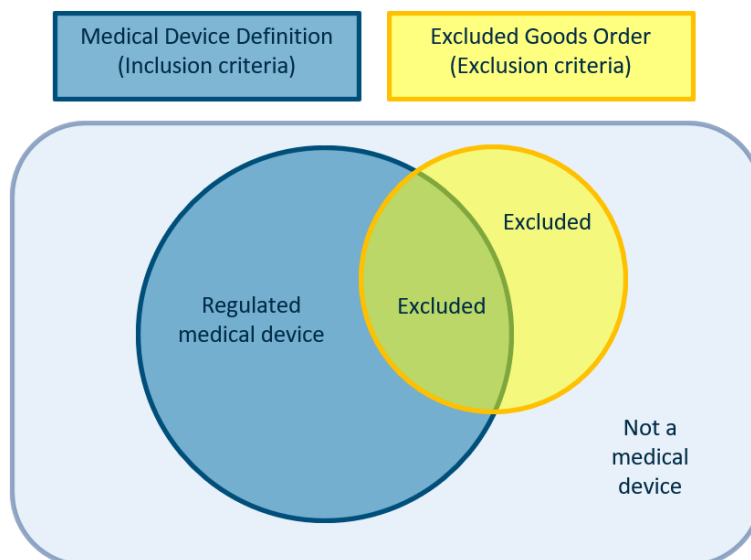 Medical Device Definition
(Inclusion criteria)
Excluded Goods Order
(Exclusion criteria)
Excluded
Regulated
medical device
Excluded
Not a
medical
device